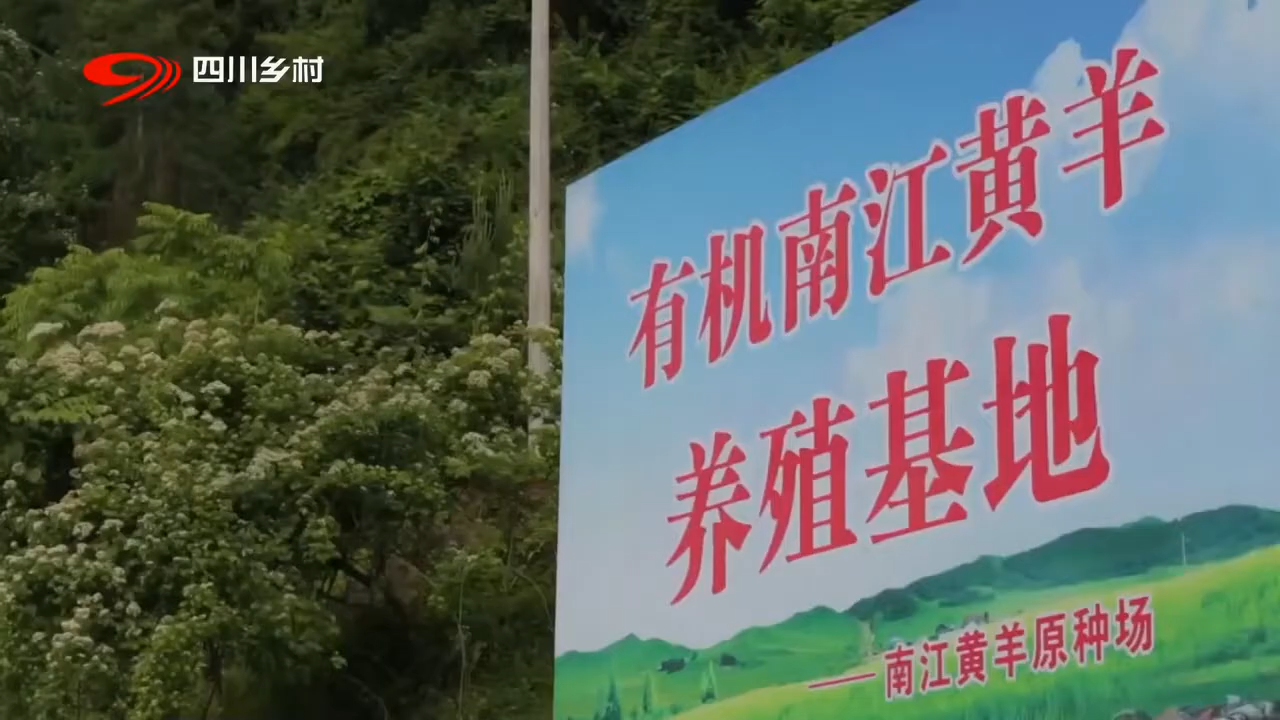 四川乡村
有机南江黄羊
养殖基地
——南江黄羊原种场